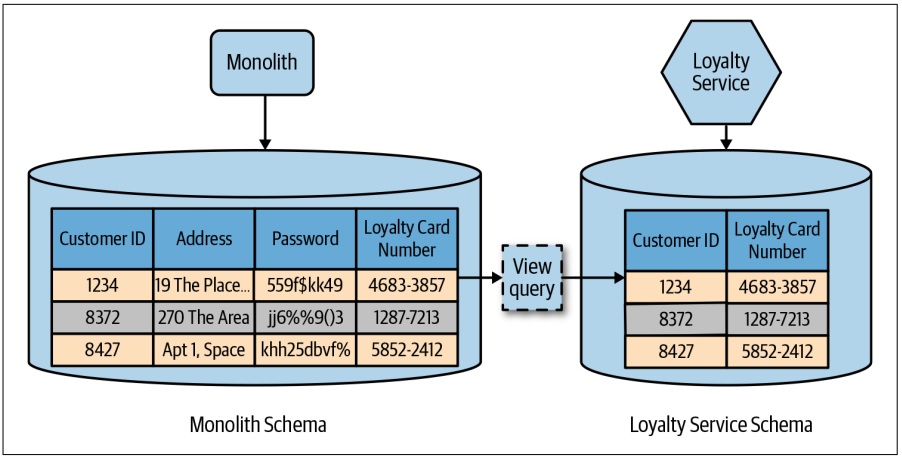 Monolith
Loyalty
Service
Customer ID
Address
Password
Loyalty Card
Number
1234
19 The Place...
559f$kk49
4683-3857
8372
270 The Area
jj6%%9()3
1287-7213
8427
Apt 1, Space
khh25dbvf%
5852-2412
View
query
Customer ID
Loyalty Card
Number
1234
4683-3857
8372
1287-7213
8427
5852-2412
Monolith Schema
Loyalty Service Schema